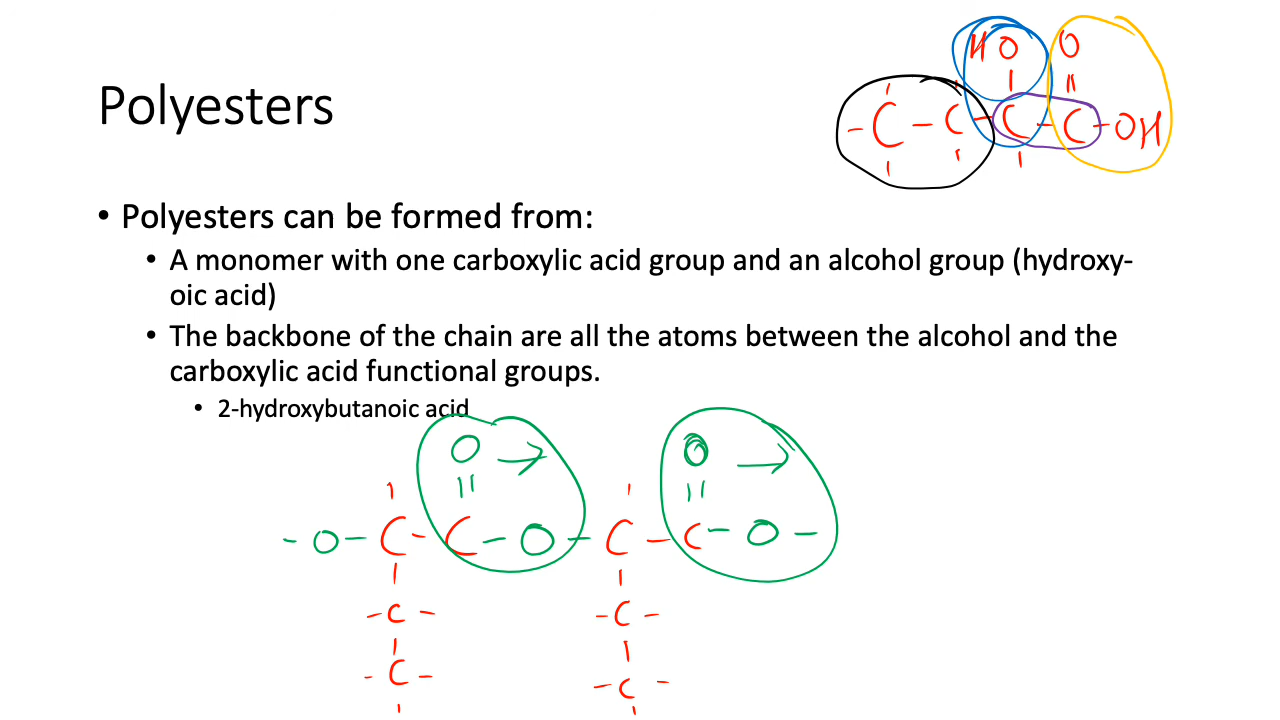 H O O
Polyesters
- C - C - C - C - OH
• Polyesters can be formed from:
• A monomer with one carboxylic acid group and an alcohol group (hydroxy-
oic acid)
• The backbone of the chain are all the atoms between the alcohol and the
carboxylic acid functional groups.
• 2-hydroxybutanoic acid
O → O →
- O - C - C - O - C - C - O -
- C - - C -
- C - - C -